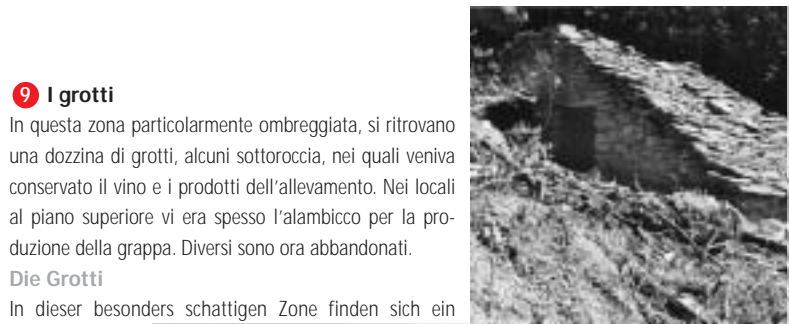 9 I grotti
In questa zona particolarmente ombreggiata, si ritrovano
una dozzina di grotti, alcuni sottoroccia, nei quali veniva
conservato il vino e i prodotti dell'allevamento. Nei locali
al piano superiore vi era spesso l'alambicco per la pro-
duzione della grappa. Diversi sono ora abbandonati.
Die Grotti
In dieser besonders schattigen Zone finden sich ein